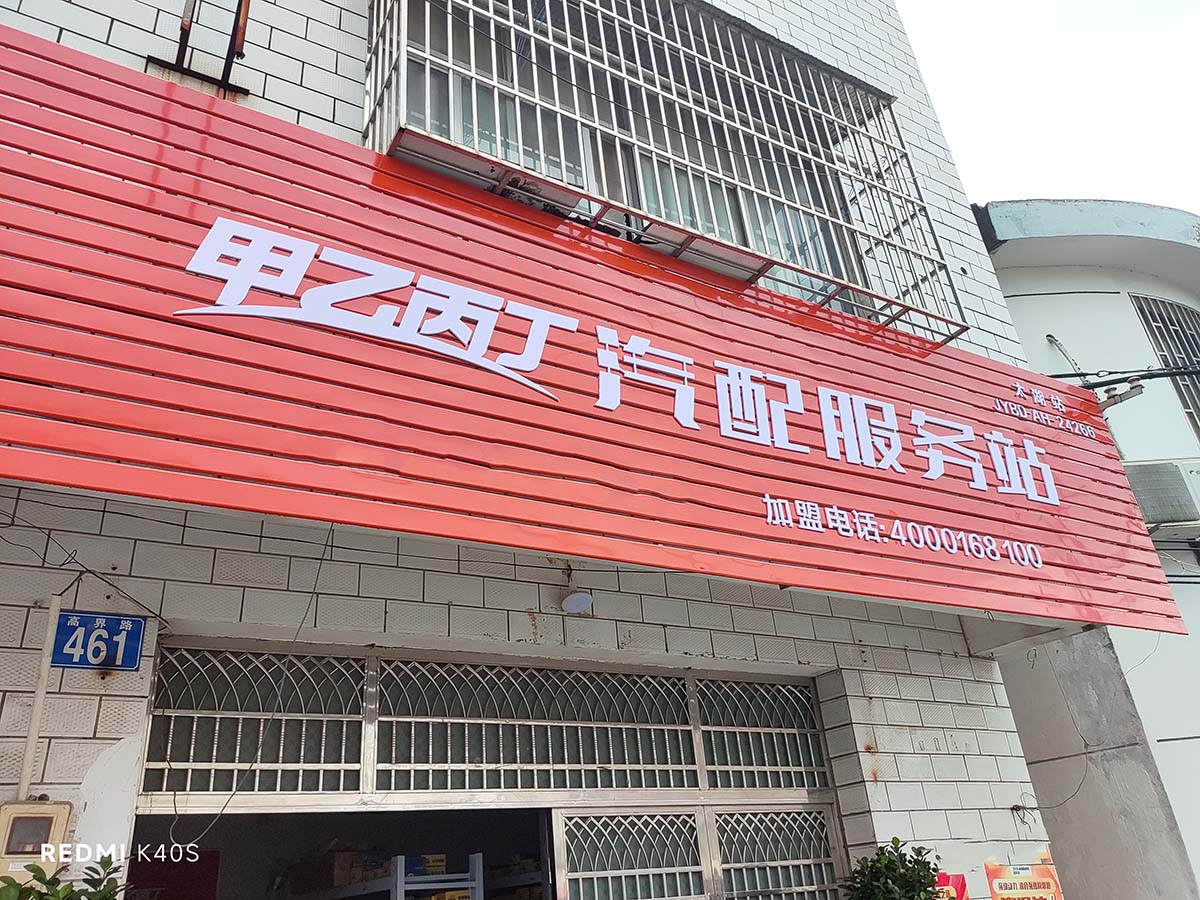 甲乙丙丁 汽配服务站
太湖站
JYBD-AH-24266
加盟电话:4000168100
高界路
461
REDMI K40S